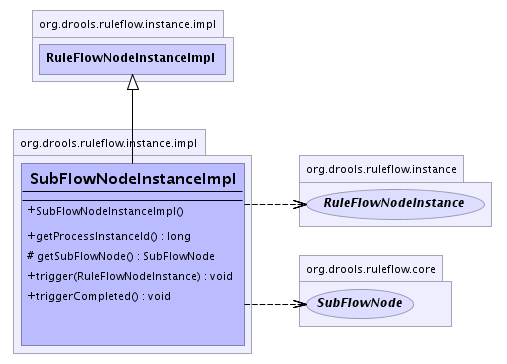 org.drools.ruleflow.instance.impl
RuleFlowNodeInstanceImpl
org.drools.ruleflow.instance.impl
SubFlowNodeInstanceImpl
+SubFlowNodeInstanceImpl()
+getProcessInstanceId() : long
# getSubFlowNode() : SubFlowNode
+trigger(RuleFlowNodeInstance) : void
+triggerCompleted() : void
org.drools.ruleflow.instance
RuleFlowNodeInstance
org.drools.ruleflow.core
SubFlowNode